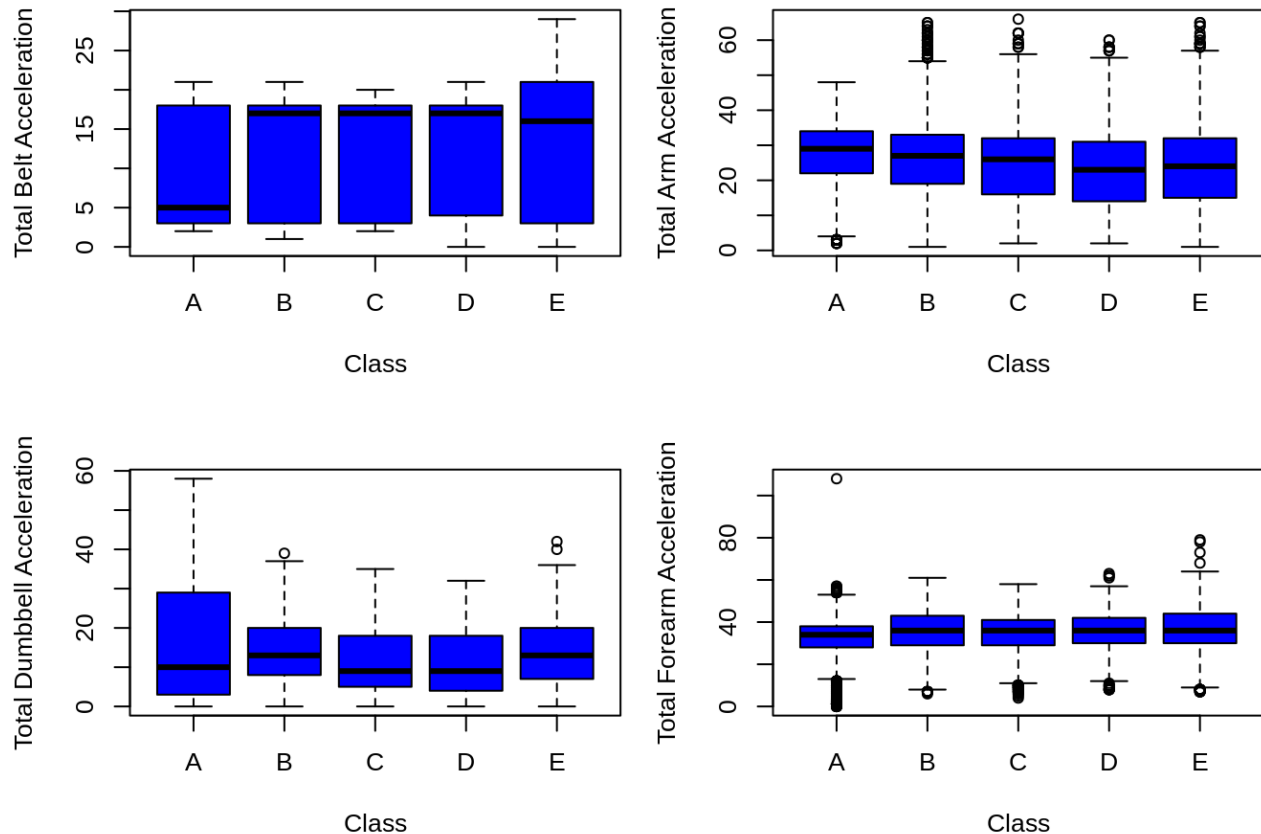 Total Belt Acceleration
25
15
5
0
A B C D E
Class
Total Arm Acceleration
60
40
20
0
A B C D E
Class
Total Dumbbell Acceleration
60
40
20
0
A B C D E
Class
Total Forearm Acceleration
80
40
0
A B C D E
Class